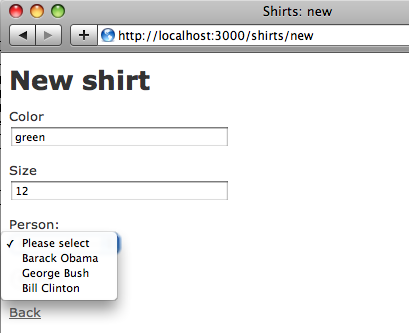 Shirts: new
http://localhost:3000/shirts/new
New shirt
Color
green
Size
12
Person:
✓ Please select
Barack Obama
George Bush
Bill Clinton
Back